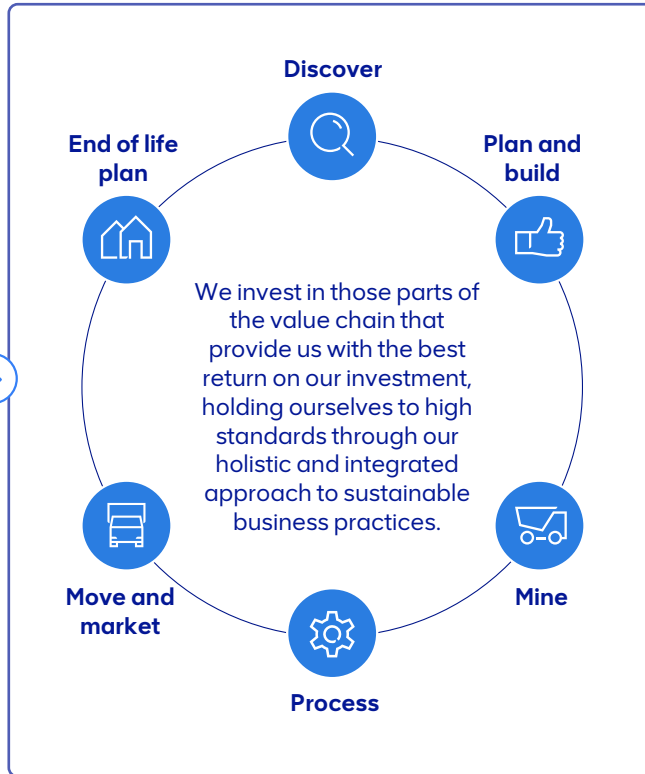 Discover
End of life
plan
Plan and
build
We invest in those parts of
the value chain that
provide us with the best
return on our investment,
holding ourselves to high
standards through our
holistic and integrated
approach to sustainable
business practices.
Move and
market
Mine
Process